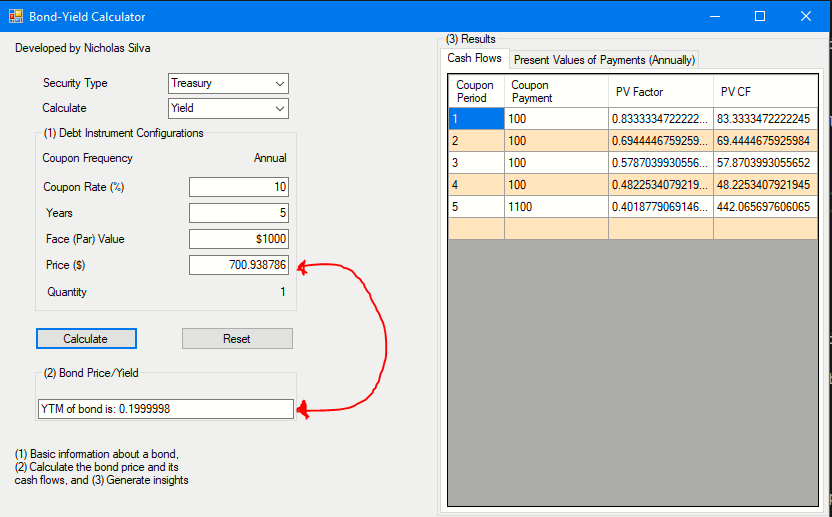 Bond-Yield Calculator
Developed by Nicholas Silva
Security Type Treasury
Calculate Yield
(1) Debt Instrument Configurations
Coupon Frequency Annual
Coupon Rate (%) 10
Years 5
Face (Par) Value $1000
Price ($) 700.938786
Quantity 1
Calculate Reset
(2) Bond Price/Yield
YTM of bond is: 0.1999998
(1) Basic information about a bond,
(2) Calculate the bond price and its
cash flows, and (3) Generate insights
(3) Results
Cash Flows Present Values of Payments (Annually)
Coupon Period Coupon Payment PV Factor PV CF
1 100 0.8333334722222... 83.3333472222245
2 100 0.6944446759259... 69.4444675925984
3 100 0.5787039930556... 57.8703993055652
4 100 0.4822534079219... 48.2253407921945
5 1100 0.4018779069146... 442.065697606065